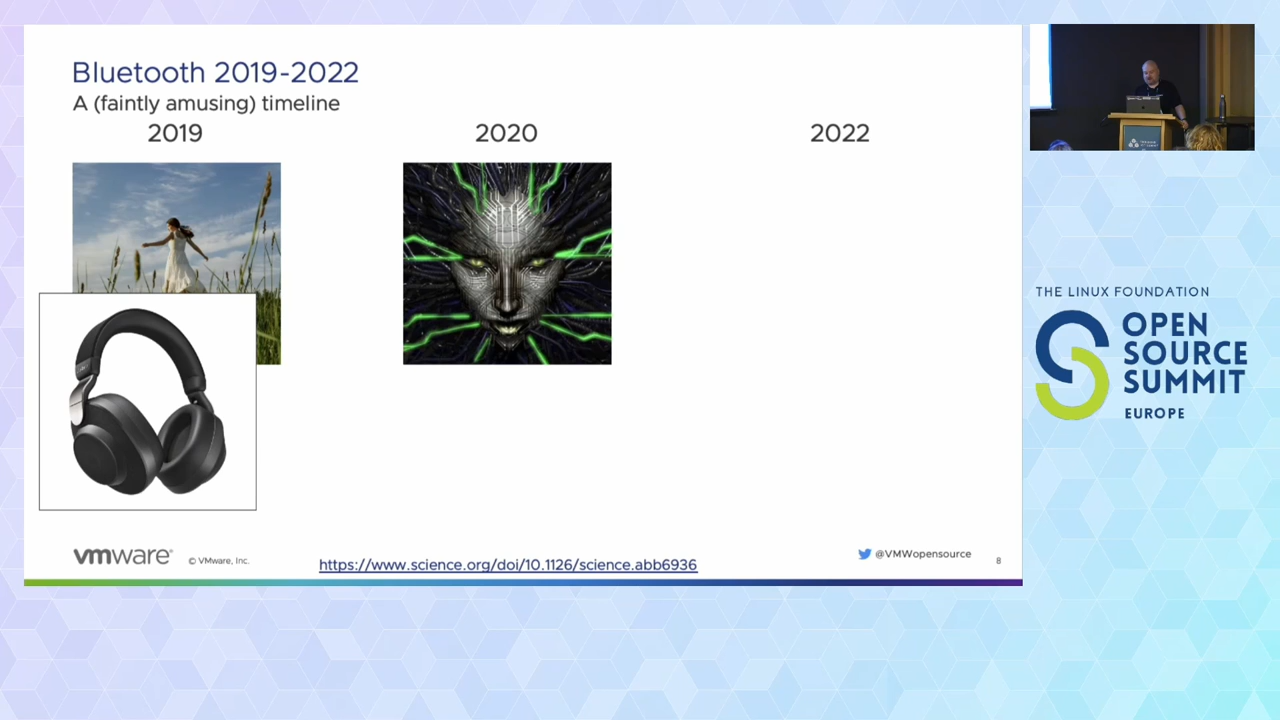 Bluetooth 2019-2022
A (faintly amusing) timeline
2019
2020
2022
vmware®
© VMware, Inc.
https://www.science.org/doi/10.1126/science.abb6936
@VMWopensource
8
THE LINUX FOUNDATION
OPEN
SOURCE
SUMMIT
EUROPE